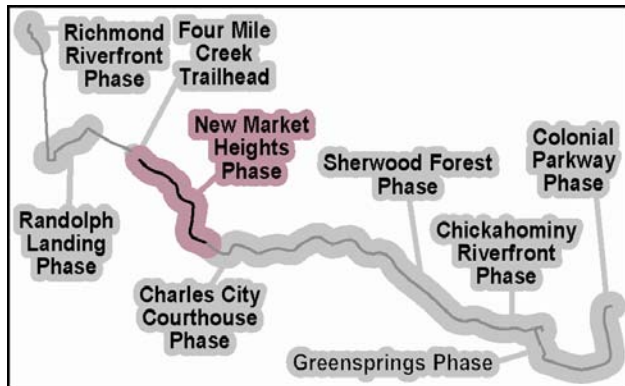 Richmond
Riverfront
Phase
Four Mile
Creek
Trailhead
New Market
Heights
Phase
Colonial
Parkway
Phase
Sherwood Forest
Phase
Randolph
Landing
Phase
Chickahominy
Riverfront
Phase
Charles City
Courthouse
Phase
Greensprings Phase